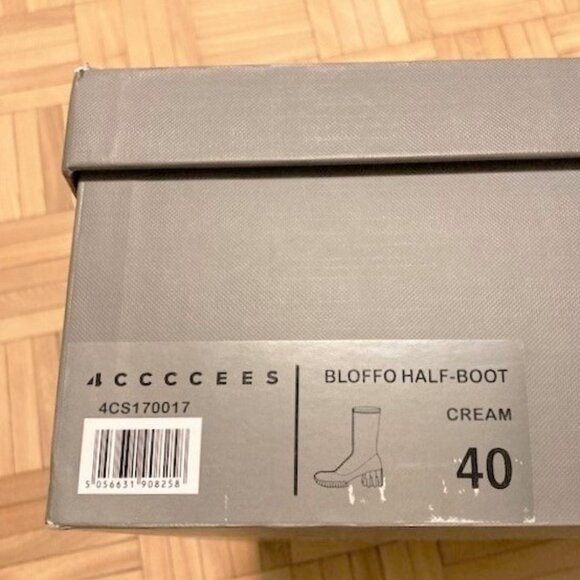 4CCCCEES
4CS170017
5 056631 908258
BLOFFO HALF-BOOT
CREAM
40